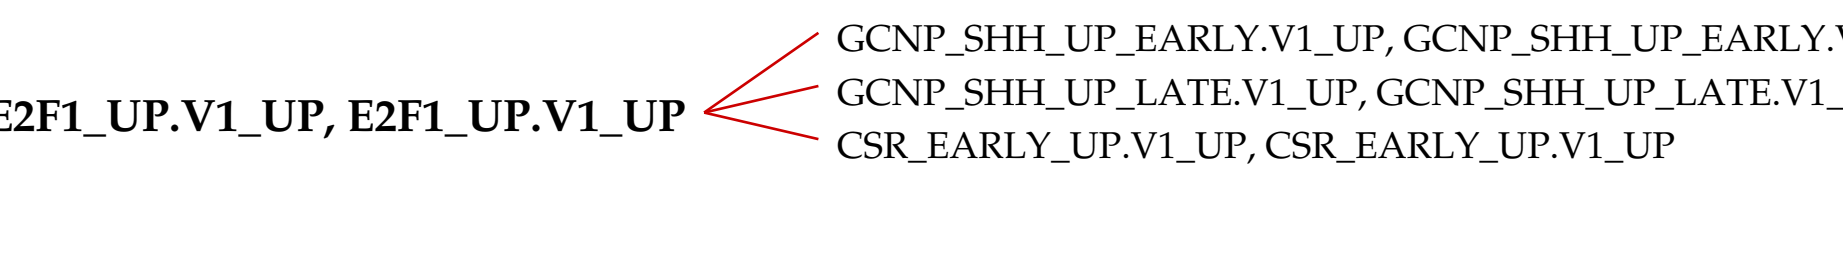 GCNP_SHH_UP_EARLY.V1_UP, GCNP_SHH_UP_EARLY.
GCNP_SHH_UP_LATE.V1_UP, GCNP_SHH_UP_LATE.V1_
E2F1_UP.V1_UP, E2F1_UP.V1_UP
CSR_EARLY_UP.V1_UP, CSR_EARLY_UP.V1_UP